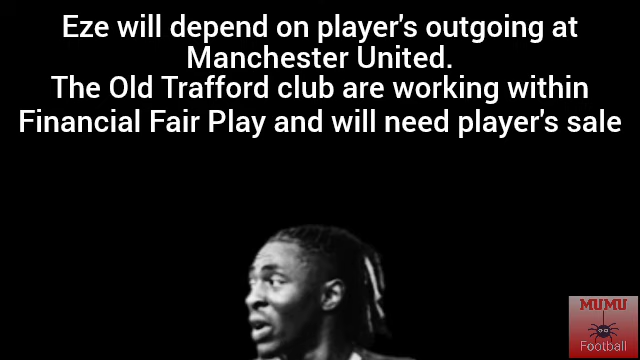 Eze will depend on player's outgoing at
Manchester United.
The Old Trafford club are working within
Financial Fair Play and will need player's sale
MUMU
Football